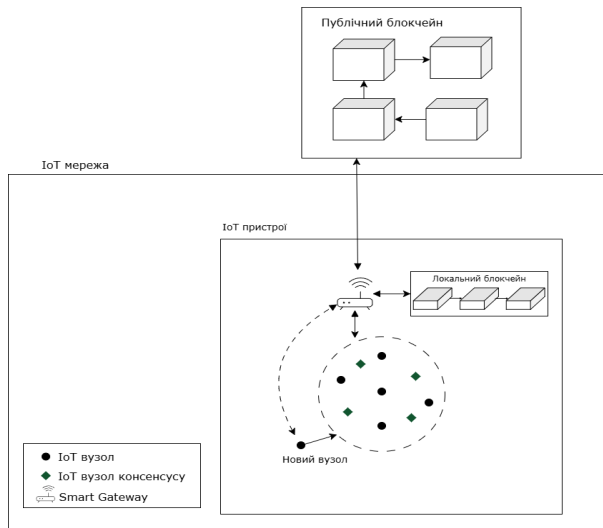 Публічний блокчейн
IoT мережа
IoT пристрої
Локальний блокчейн
Новий вузол
IoT вузол
IoT вузол консенсусу
Smart Gateway